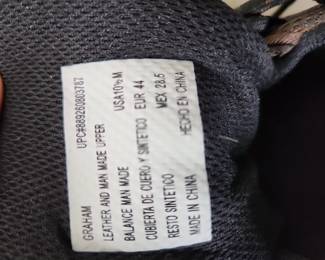 GRAHAM UPC#889260803787
LEATHER AND MAN MADE UPPER
BALANCE MAN MADE USA10½M
CUBIERTA DE CUERO Y SINTETICO EUR 44
RESTO SINTETICO MEX 28.5
MADE IN CHINA HECHO EN CHINA